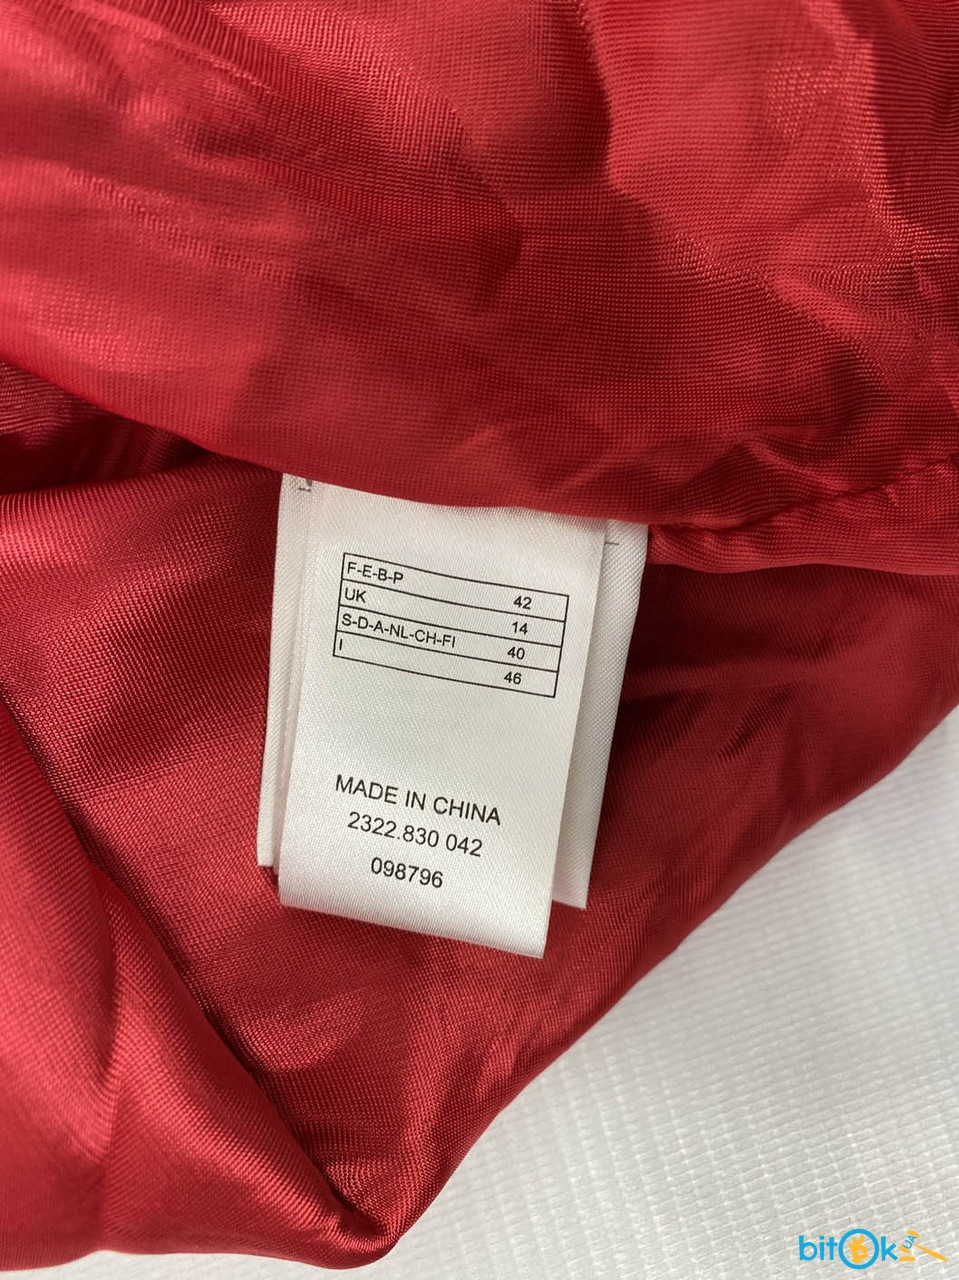 F-E-B-P 42
UK 14
S-D-A-NL-CH-FI 40
I 46
MADE IN CHINA
2322.830 042
098796
bitOk